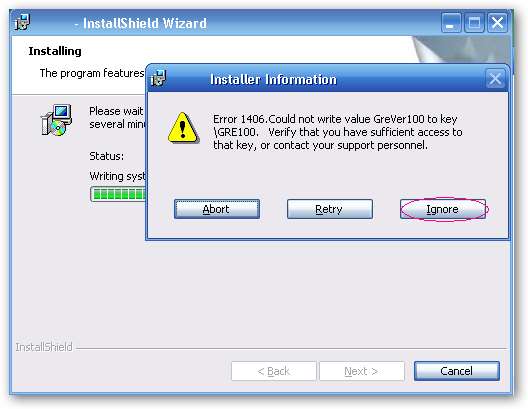 - InstallShield Wizard
Installing
The program features
Please wait
several minu
Status:
Writing syst
Installer Information
Error 1406.Could not write value GreVer100 to key
\GRE100. Verify that you have sufficient access to
that key, or contact your support personnel.
Abort
Retry
Ignore
InstallShield
< Back
Next >
Cancel